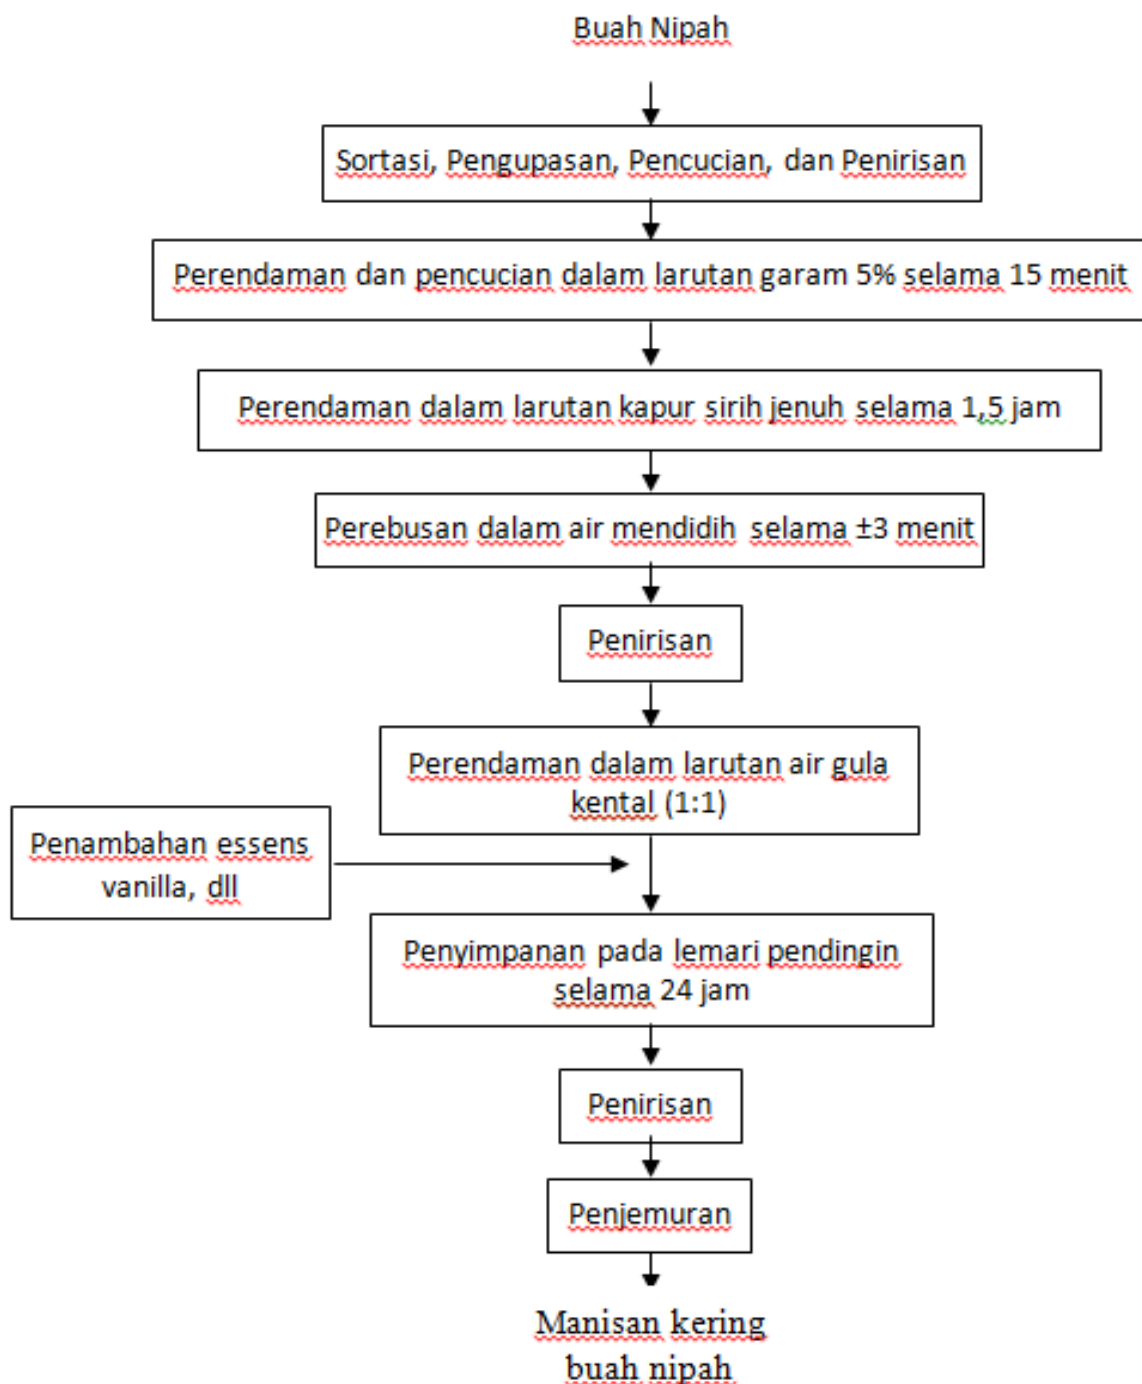 Buah Nipah
Sortasi, Pengupasan, Pencucian, dan Penirisan
Perendaman dan pencucian dalam larutan garam 5% selama 15 menit
Perendaman dalam larutan kapur sirih jenuh selama 1,5 jam
Perebusan dalam air mendidih selama ±3 menit
Penirisan
Perendaman dalam larutan air gula
kental (1:1)
Penambahan essens
vanilla, dll
Penyimpanan pada lemari pendingin
selama 24 jam
Penirisan
Penjemuran
Manisan kering
buah nipah